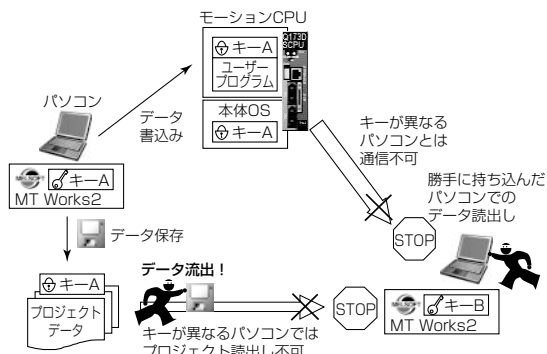 モーションCPU
キーA
ユーザー
プログラム
本体OS
キーA
Q173D
SCPU
パソコン
キーA
MT Works2
データ
書込み
キーが異なる
パソコンとは
通信不可
勝手に持ち込んだ
パソコンでの
データ読出し
STOP
データ保存
キーA
プロジェクト
データ
データ流出！
キーが異なるパソコンでは
プロジェクト読出し不可
STOP
キーB
MT Works2